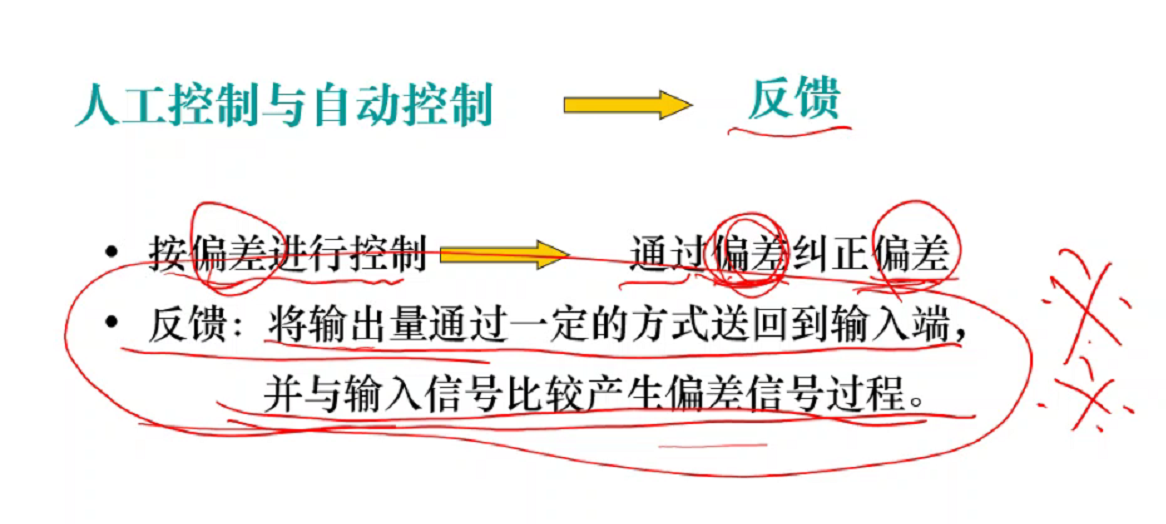 人工控制与自动控制 反馈
• 按偏差进行控制 通过偏差纠正偏差
• 反馈：将输出量通过一定的方式送回到输入端，
并与输入信号比较产生偏差信号过程。